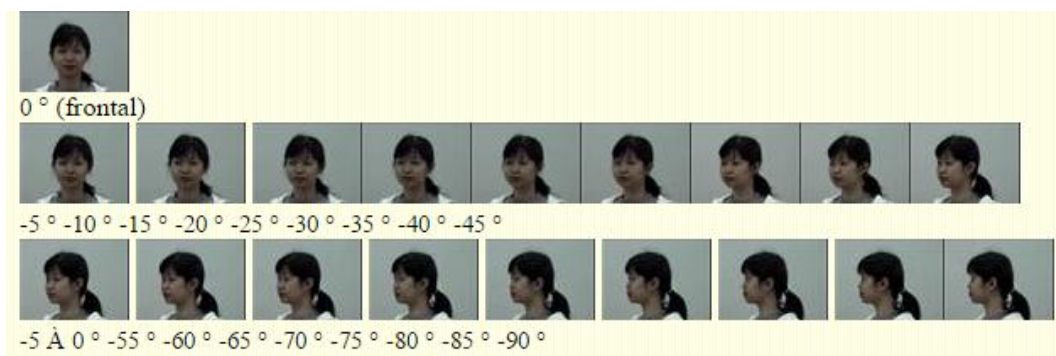 0 ° (frontal)
-5 ° -10 ° -15 ° -20 ° -25 ° -30 ° -35 ° -40 ° -45 °
-5 À 0 ° -55 ° -60 ° -65 ° -70 ° -75 ° -80 ° -85 ° -90 °